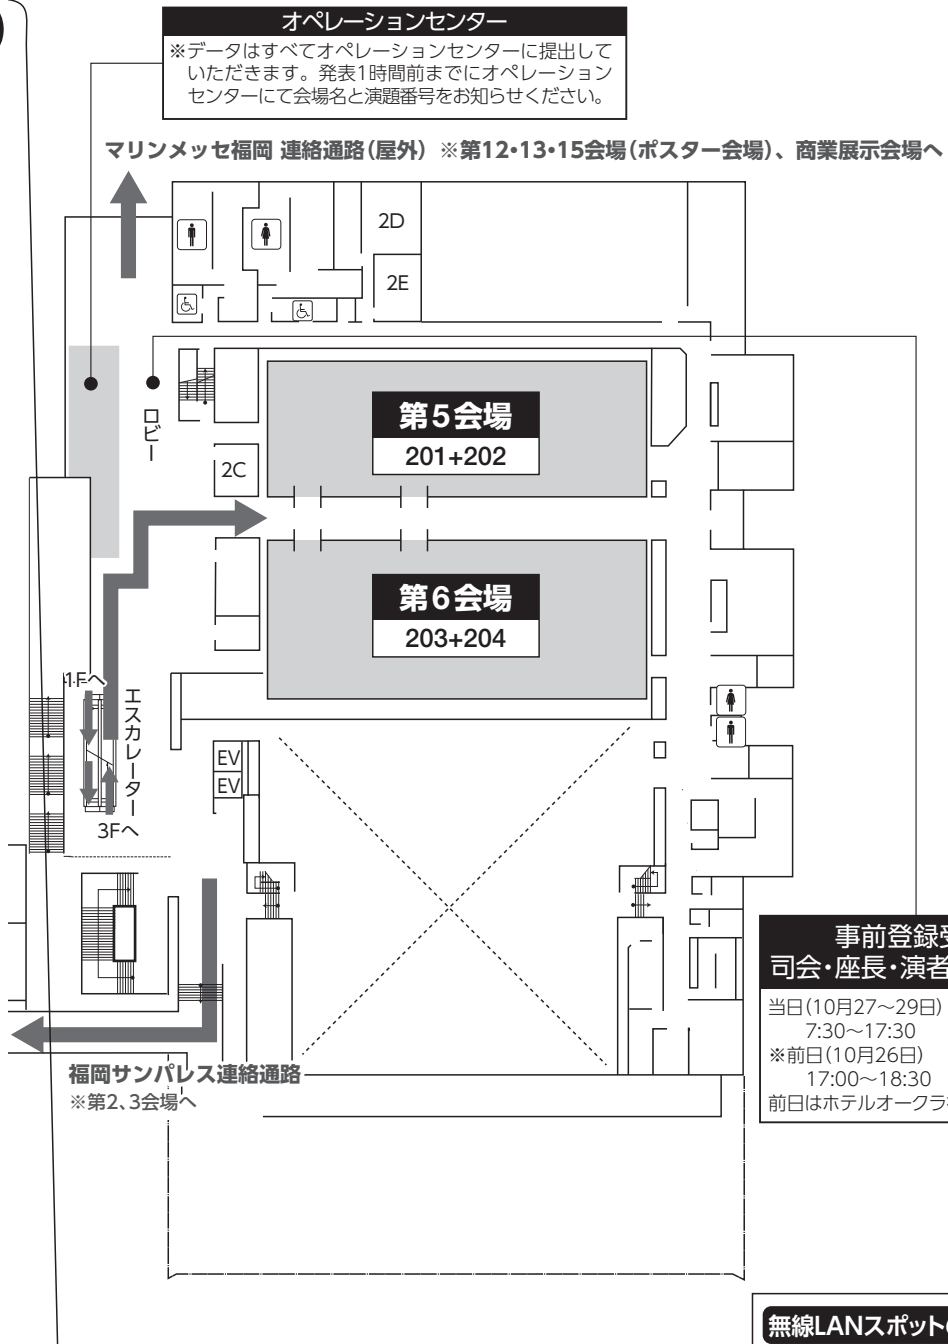 オペレーションセンター
※データはすべてオペレーションセンターに提出して
いただきます。発表1時間前までにオペレーション
センターにて会場名と演題番号をお知らせください。
マリンメッセ福岡 連絡通路(屋外) ※第12・13・15会場(ポスター会場)、商業展示会場へ
2D
2E
ロビー
第5会場
201+202
2C
第6会場
203+204
1Fへ
エスカレーター
EV
EV
3Fへ
事前登録受
司会・座長・演者
当日(10月27～29日)
7:30～17:30
※前日(10月26日)
17:00～18:30
前日はホテルオークラ
福岡サンパレス連絡通路
※第2、3会場へ
無線LANスポット